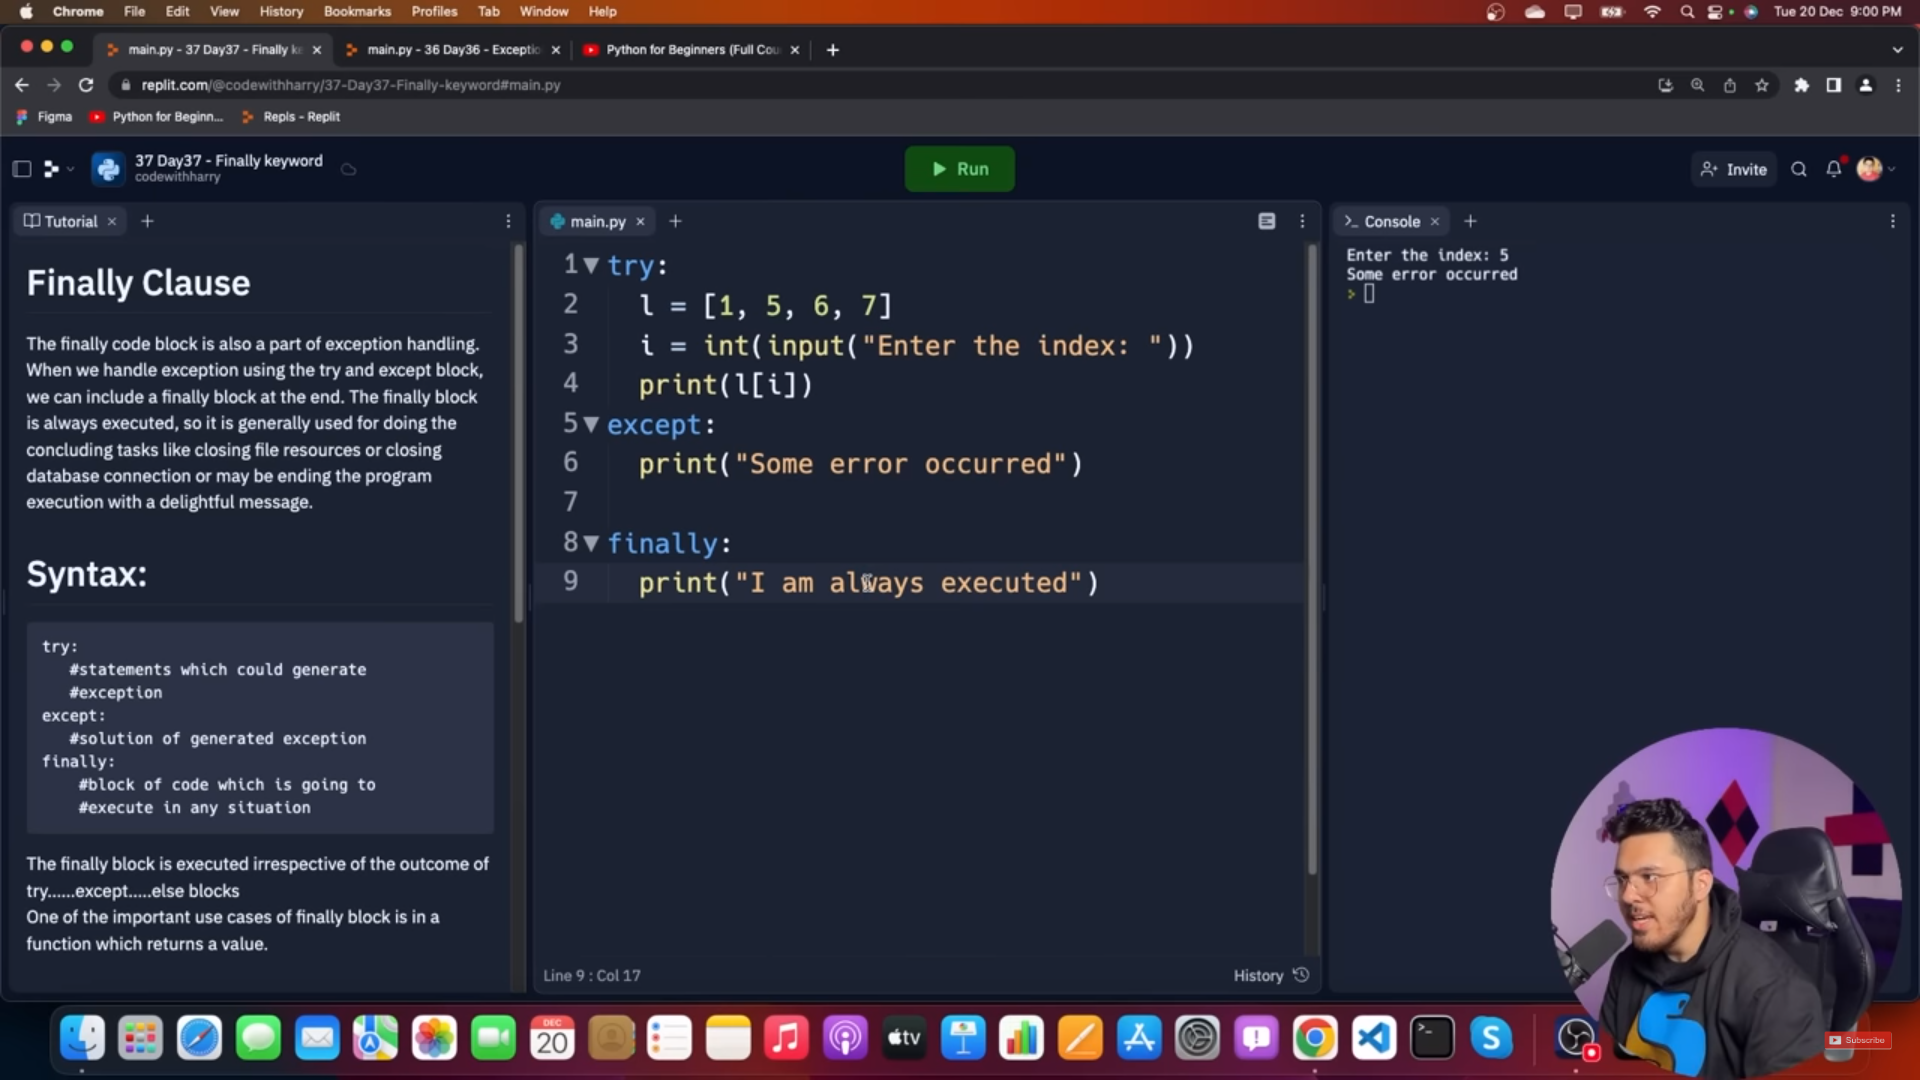 Chrome File Edit View History Bookmarks Profiles Tab Window Help
Tue 20 Dec 9:00 PM
main.py - 37 Day37 - Finally ke
main.py - 36 Day36 - Exceptio
Python for Beginners (Full Cou
replit.com/@codewithharry/37-Day37-Finally-keyword#main.py
Figma
Python for Beginn...
Repls - Replit
37 Day37 - Finally keyword
codewithharry
Run
Invite
Tutorial
Finally Clause
The finally code block is also a part of exception handling.
When we handle exception using the try and except block,
we can include a finally block at the end. The finally block
is always executed, so it is generally used for doing the
concluding tasks like closing file resources or closing
database connection or may be ending the program
execution with a delightful message.
Syntax:
try:
#statements which could generate
#exception
except:
#solution of generated exception
finally:
#block of code which is going to
#execute in any situation
The finally block is executed irrespective of the outcome of
try......except.....else blocks
One of the important use cases of finally block is in a
function which returns a value.
main.py
1 try:
2 l = [1, 5, 6, 7]
3 i = int(input("Enter the index: "))
4 print(l[i])
5 except:
6 print("Some error occurred")
7
8 finally:
9 print("I am always executed")
Line 9 : Col 17
History
Console
Enter the index: 5
Some error occurred
>
DEC
20
tv
Subscribe